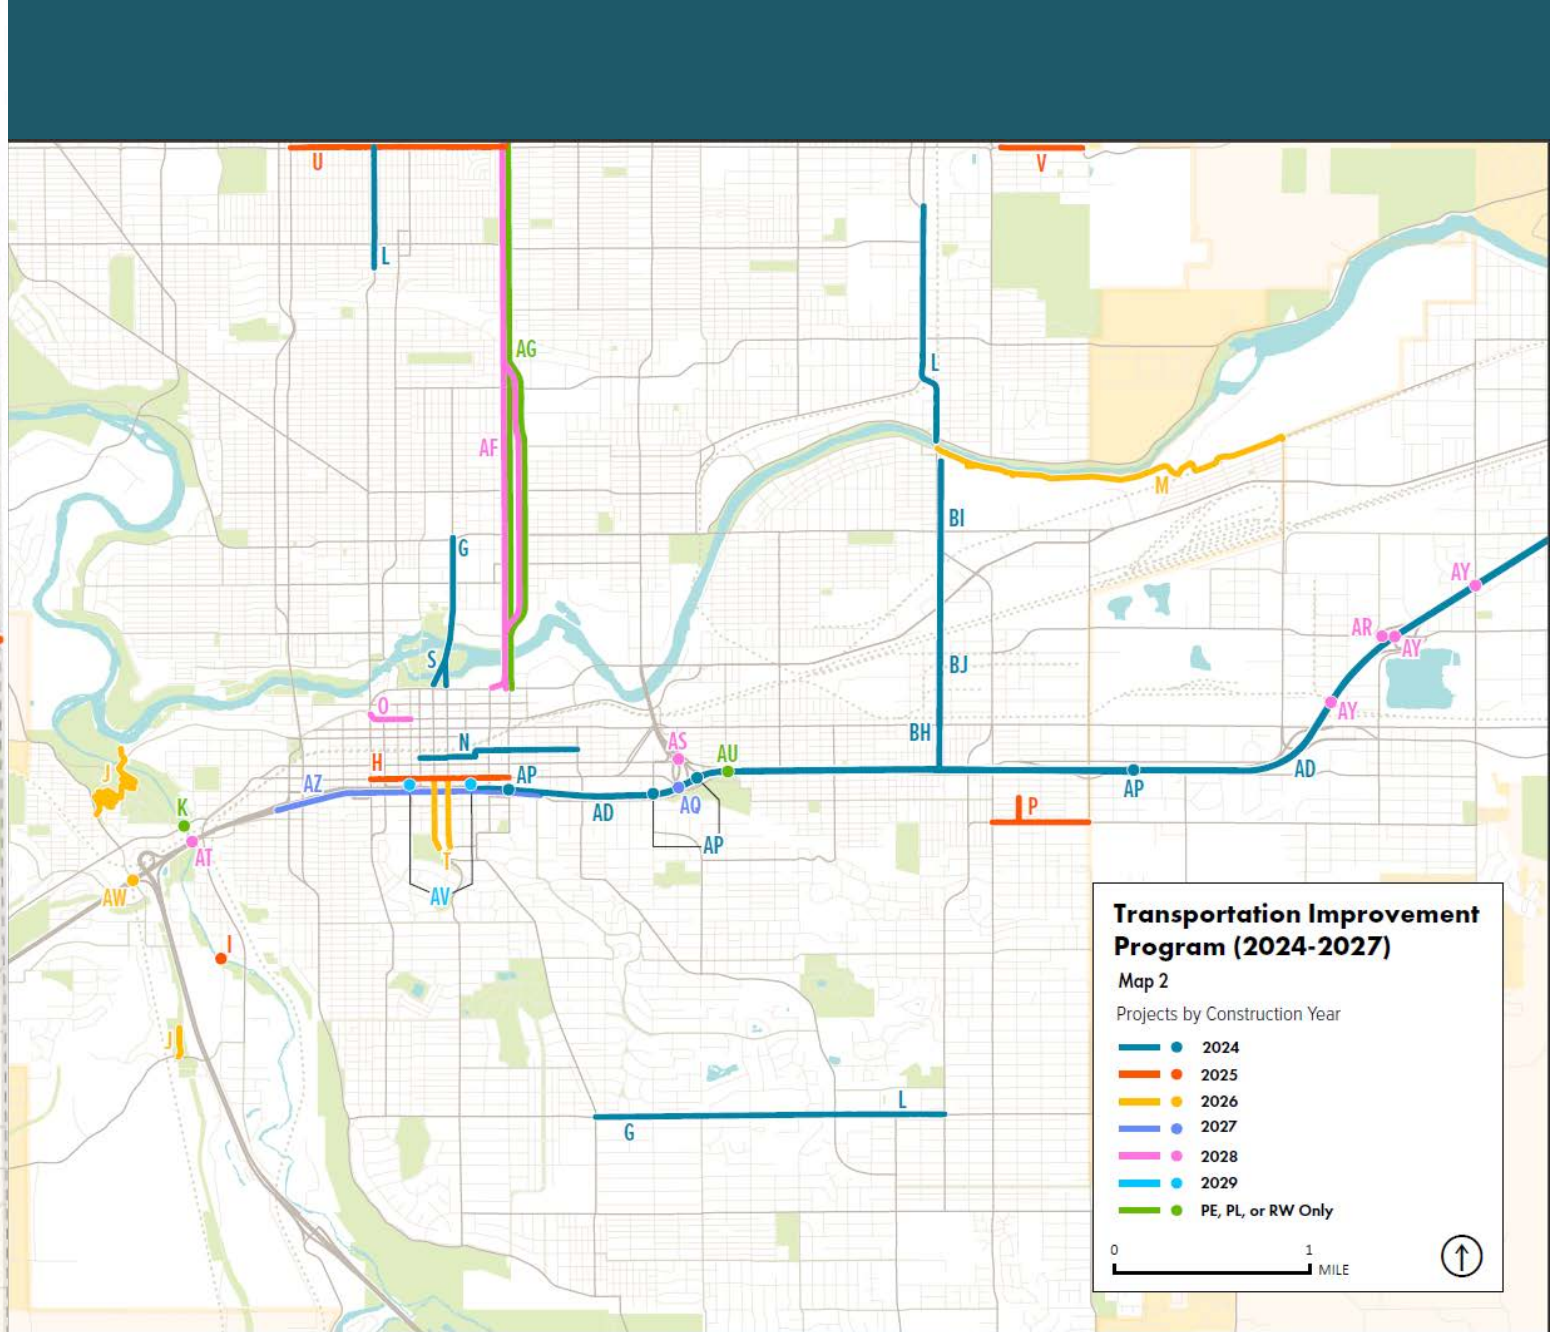 U
V
L
AG
L
AF
M
G
BI
AY
AR
AY
S
BJ
O
AY
BH
N
AS
AU
H
AP
J
AZ
AD
AP
AQ
AD
K
P
AP
AT
T
AW
AV
I
J
L
G
Transportation Improvement
Program (2024-2027)
Map 2
Projects by Construction Year
2024
2025
2026
2027
2028
2029
PE, PL, or RW Only
0 1
MILE